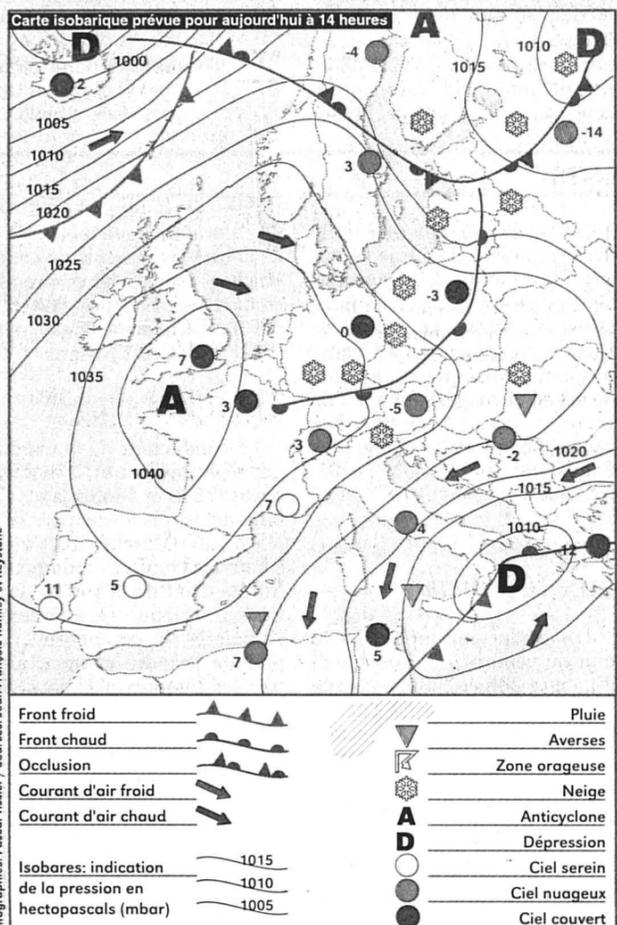 Carte isobarique prévue pour aujourd'hui à 14 heures
D
A
D
1000
-4
1015
1010
2
1005
-14
1010
3
1015
1020
1025
-3
1030
0
7
1035
A
3
-5
1040
-3
-2
1020
7
1015
4
1010
12
D
5
11
7
5
Front froid
Front chaud
Occlusion
Courant d'air froid
Courant d'air chaud
Isobares: indication
de la pression en
hectopascals (mbar)
1015
1010
1005
Pluie
Averses
Zone orageuse
Neige
A
Anticyclone
D
Dépression
Ciel serein
Ciel nuageux
Ciel couvert